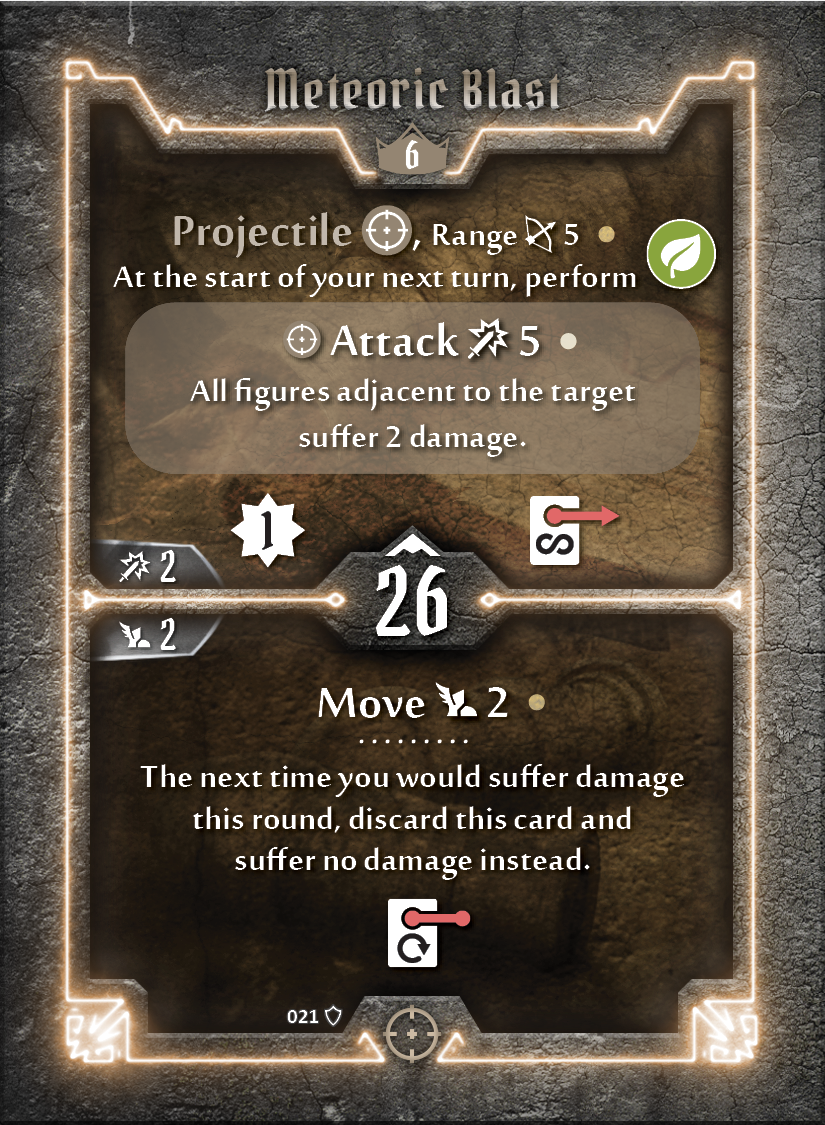 Meteoric Blast
6
Projectile , Range 5
At the start of your next turn, perform
Attack 5
All figures adjacent to the target
suffer 2 damage.
1
2
26
2
Move 2
The next time you would suffer damage
this round, discard this card and
suffer no damage instead.
021